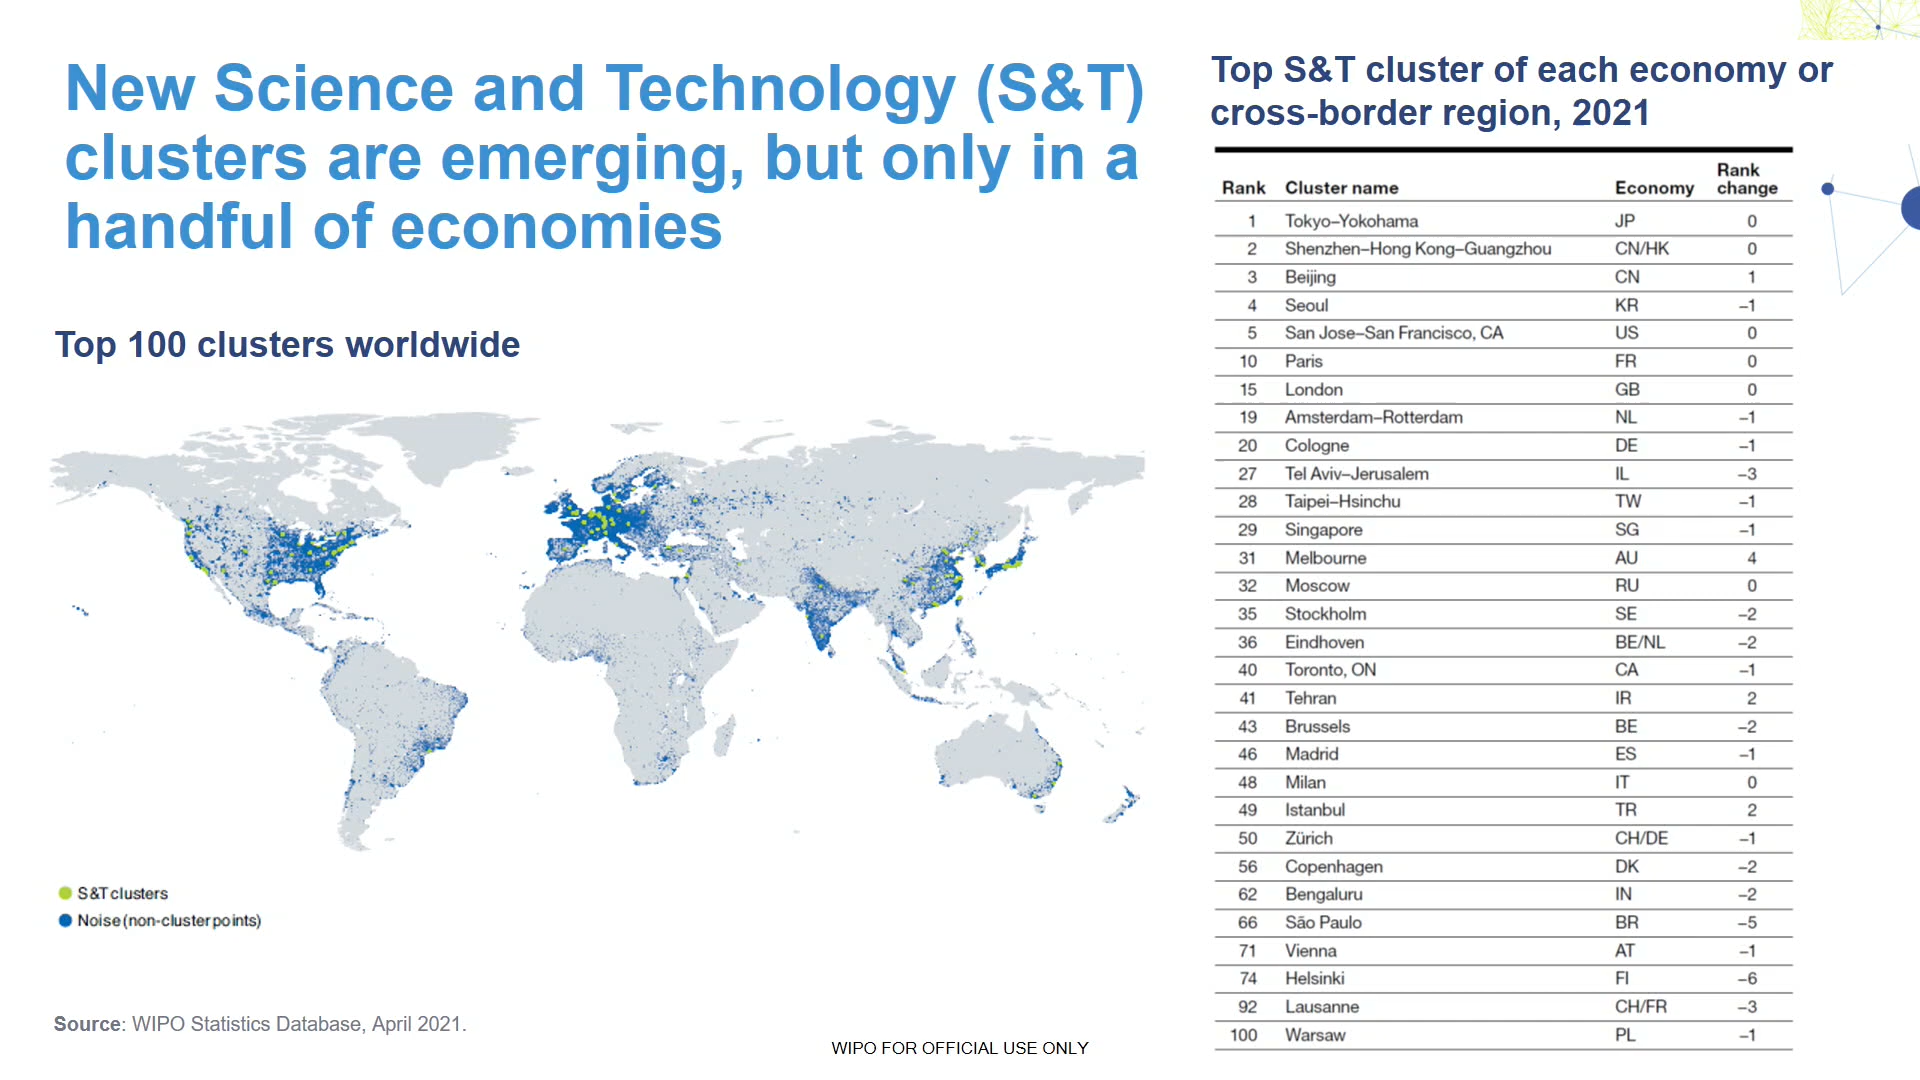 New Science and Technology (S&T)
clusters are emerging, but only in a
handful of economies
Top 100 clusters worldwide
S&T clusters
Noise (non-cluster points)
Source: WIPO Statistics Database, April 2021.
WIPO FOR OFFICIAL USE ONLY
Top S&T cluster of each economy or
cross-border region, 2021
Rank Cluster name Economy Rank change
1 Tokyo–Yokohama JP 0
2 Shenzhen–Hong Kong–Guangzhou CN/HK 0
3 Beijing CN 1
4 Seoul KR –1
5 San Jose–San Francisco, CA US 0
10 Paris FR 0
15 London GB 0
19 Amsterdam–Rotterdam NL –1
20 Cologne DE –1
27 Tel Aviv–Jerusalem IL –3
28 Taipei–Hsinchu TW –1
29 Singapore SG –1
31 Melbourne AU 4
32 Moscow RU 0
35 Stockholm SE –2
36 Eindhoven BE/NL –2
40 Toronto, ON CA –1
41 Tehran IR 2
43 Brussels BE –2
46 Madrid ES –1
48 Milan IT 0
49 Istanbul TR 2
50 Zürich CH/DE –1
56 Copenhagen DK –2
62 Bengaluru IN –2
66 São Paulo BR –5
71 Vienna AT –1
74 Helsinki FI –6
92 Lausanne CH/FR –3
100 Warsaw PL –1